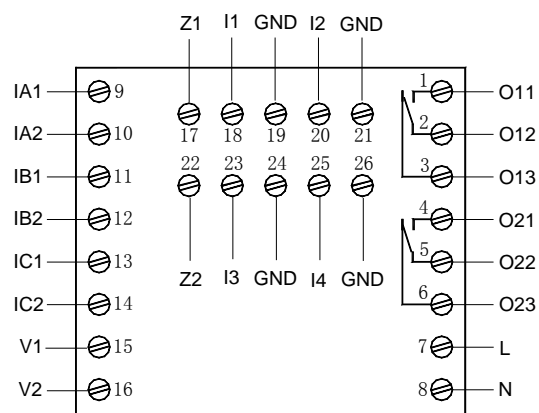 Z1 I1 GND I2 GND
IA1 9 1 O11
17 18 19 20 21
IA2 10 2 O12
22 23 24 25 26
IB1 11 3 O13
IB2 12 4 O21
IC1 13 5 O22
Z2 I3 GND I4 GND
IC2 14 6 O23
V1 15 7 L
V2 16 8 N